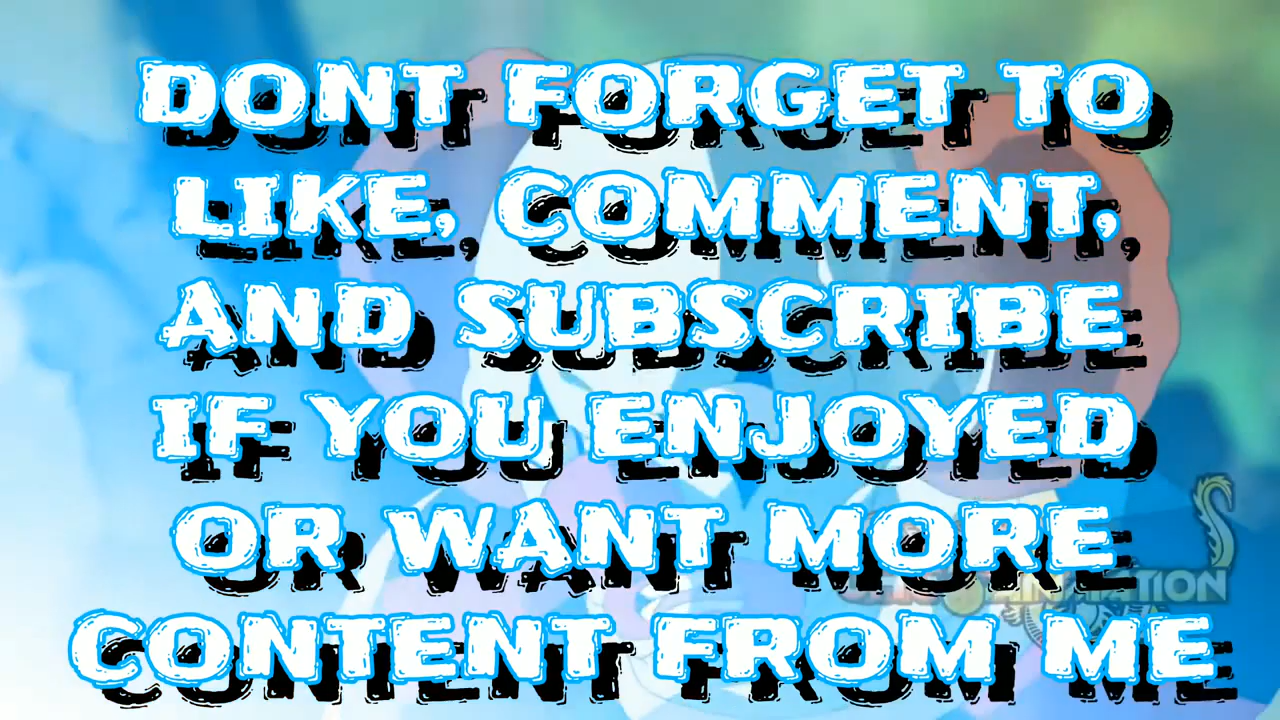 DONT FORGET TO
LIKE, COMMENT,
AND SUBSCRIBE
IF YOU ENJOYED
OR WANT MORE
CONTENT FROM ME